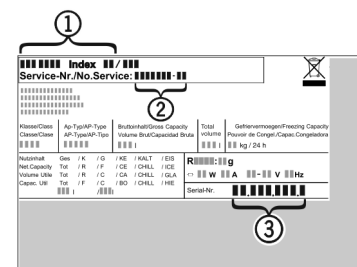 1
Index /
Service-Nr./No.Service: -
2
Klasse/Class Ap-Typ/AP-Type Bruttoinhalt/Gross Capacity Total Gefriervermoegen/Freezing Capacity
Classe/Clase AP-Type/AP-Tipo Volume Brut/Capacidad Bruta volume Pouvoir de Congel./Capac.Congeladora
l l kg / 24 h
Nutzinhalt Ges / K / G / KE / KALT / EIS
Net.Capacity Tot / R / F / CE / CHILL / ICE
Volume Utile Tot / R / C / CA / CHILL / GLA
Capac. Util Tot / F / C / BO / CHILL / HIE
l / l
R : g
W A - V Hz
Serial-Nr. . . .
3